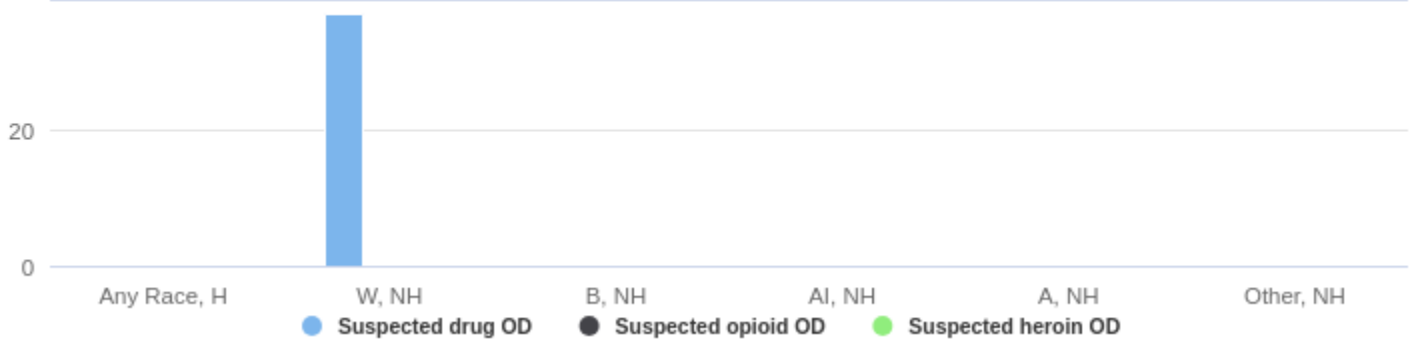 20
0
Any Race, H W, NH B, NH AI, NH A, NH Other, NH
Suspected drug OD Suspected opioid OD Suspected heroin OD